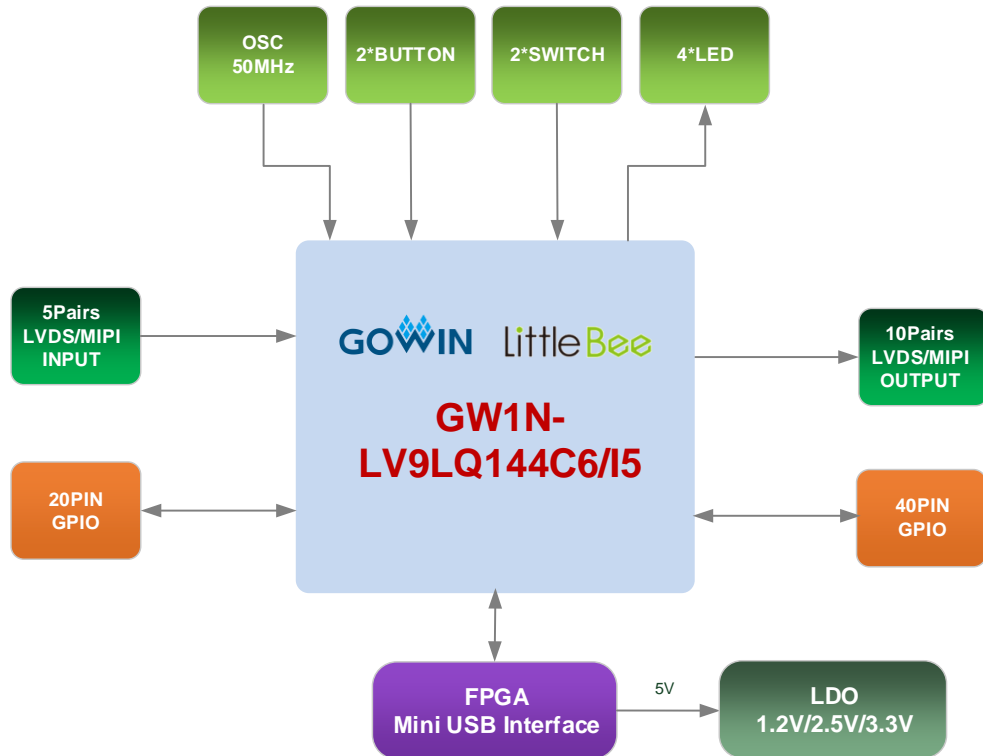 OSC
50MHz
2*BUTTON
2*SWITCH
4*LED
5Pairs
LVDS/MIPI
INPUT
GOWIN
LittleBee
10Pairs
LVDS/MIPI
OUTPUT
GW1N-
LV9LQ144C6/I5
20PIN
GPIO
40PIN
GPIO
FPGA
Mini USB Interface
5V
LDO
1.2V/2.5V/3.3V